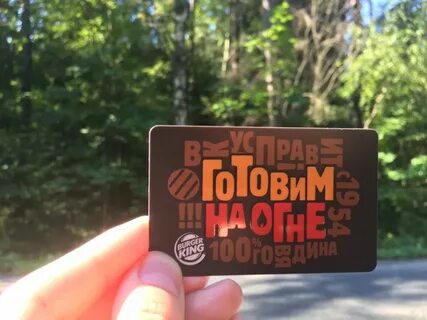 ВКУС ПРАВИТ
ГОТОВИМ
С 1954
!!! НА ОГНЕ
100% ГОВЯДИНА
BURGER KING